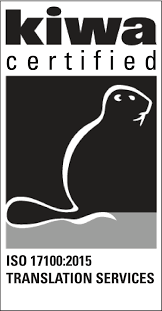 kiwa
certified
ISO 17100:2015
TRANSLATION SERVICES